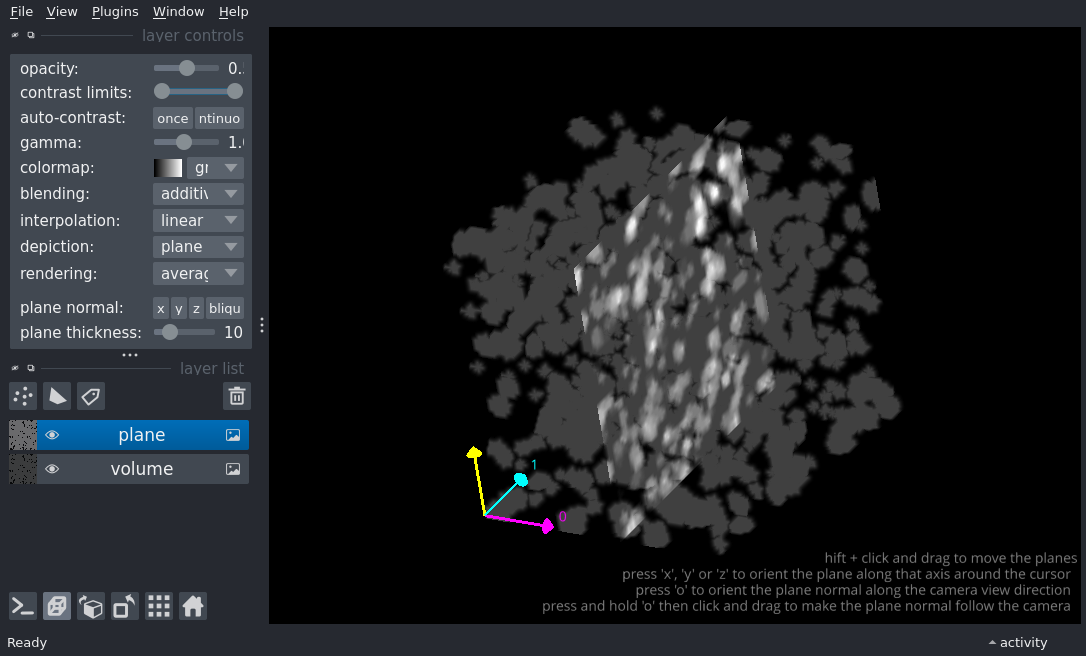 File View Plugins Window Help
layer controls
opacity: 0.
contrast limits:
auto-contrast: once ntinuo
gamma: 1.
colormap: gr
blending: additiv
interpolation: linear
depiction: plane
rendering: averag
plane normal: x y z bliqu
plane thickness: 10
layer list
plane
volume
1
0
hift + click and drag to move the planes
press 'x', 'y' or 'z' to orient the plane along that axis around the cursor
press 'o' to orient the plane normal along the camera view direction
press and hold 'o' then click and drag to make the plane normal follow the camera
Ready
activity